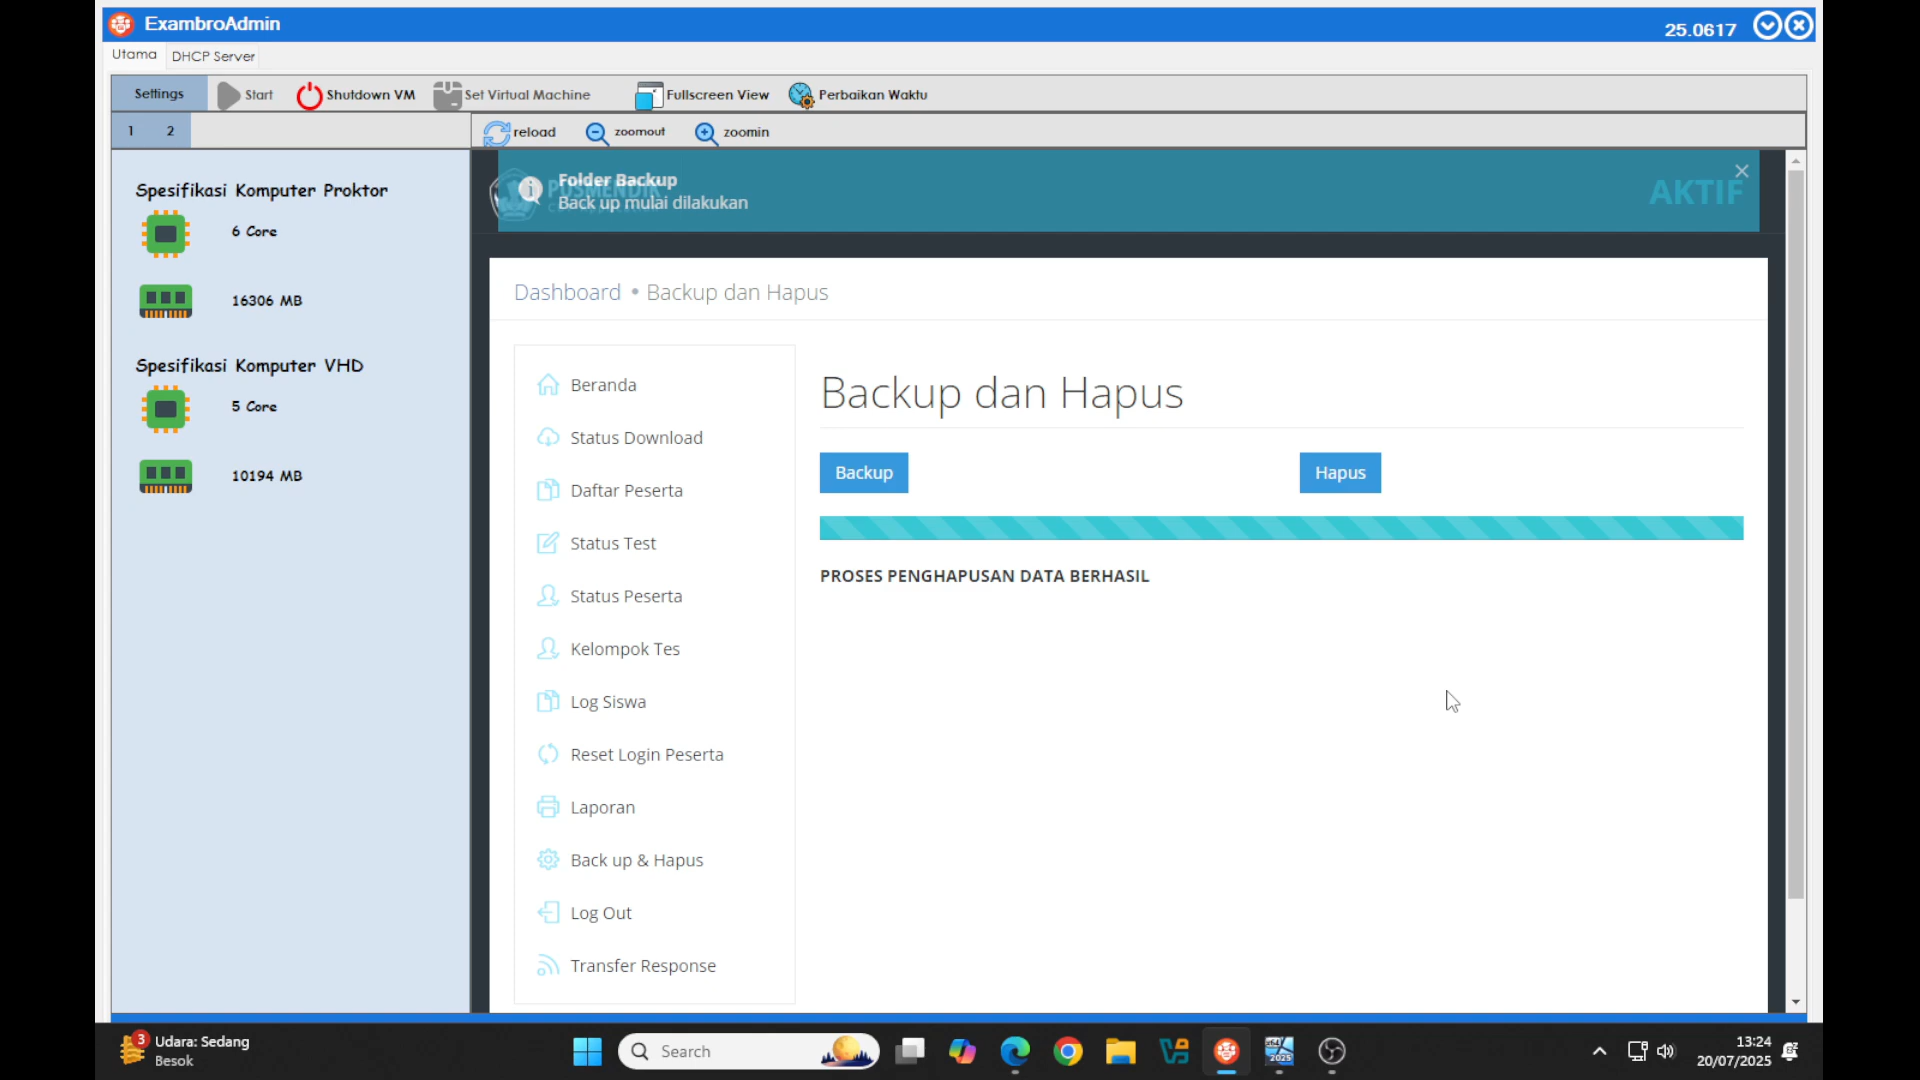 ExambroAdmin
25.0617
Utama
DHCP Server
Settings
Start
Shutdown VM
Set Virtual Machine
Fullscreen View
Perbaikan Waktu
1
2
reload
zoomout
zoomin
Spesifikasi Komputer Proktor
6 Core
16306 MB
Spesifikasi Komputer VHD
5 Core
10194 MB
Folder Backup
PUSMENDIK
Back up mulai dilakukan
AKTIF
Dashboard • Backup dan Hapus
Beranda
Status Download
Daftar Peserta
Status Test
Status Peserta
Kelompok Tes
Log Siswa
Reset Login Peserta
Laporan
Back up & Hapus
Log Out
Transfer Response
Backup dan Hapus
Backup
Hapus
PROSES PENGHAPUSAN DATA BERHASIL
3
Udara: Sedang
Besok
Search
x64
2025
13:24
20/07/2025